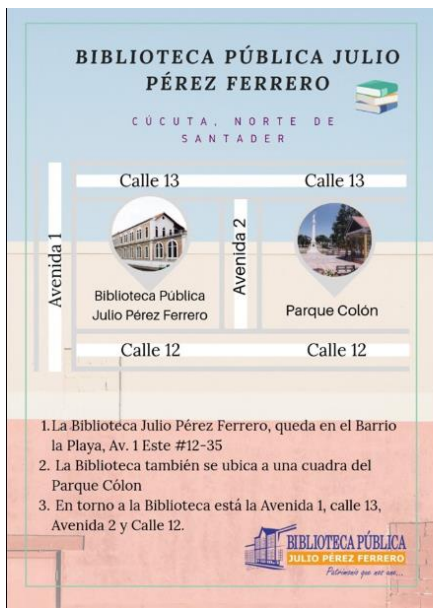 BIBLIOTECA PÚBLICA JULIO
PÉREZ FERRERO
CÚCUTA, NORTE DE
SANTADER
Calle 13
Calle 13
Avenida 1
Avenida 2
Biblioteca Pública
Julio Pérez Ferrero
Parque Colón
Calle 12
Calle 12
1. La Biblioteca Julio Pérez Ferrero, queda en el Barrio
la Playa, Av. 1 Este #12-35
2. La Biblioteca también se ubica a una cuadra del
Parque Cólon
3. En torno a la Biblioteca está la Avenida 1, calle 13,
Avenida 2 y Calle 12.
BIBLIOTECA PÚBLICA
JULIO PÉREZ FERRERO
Patrimonio que nos une...